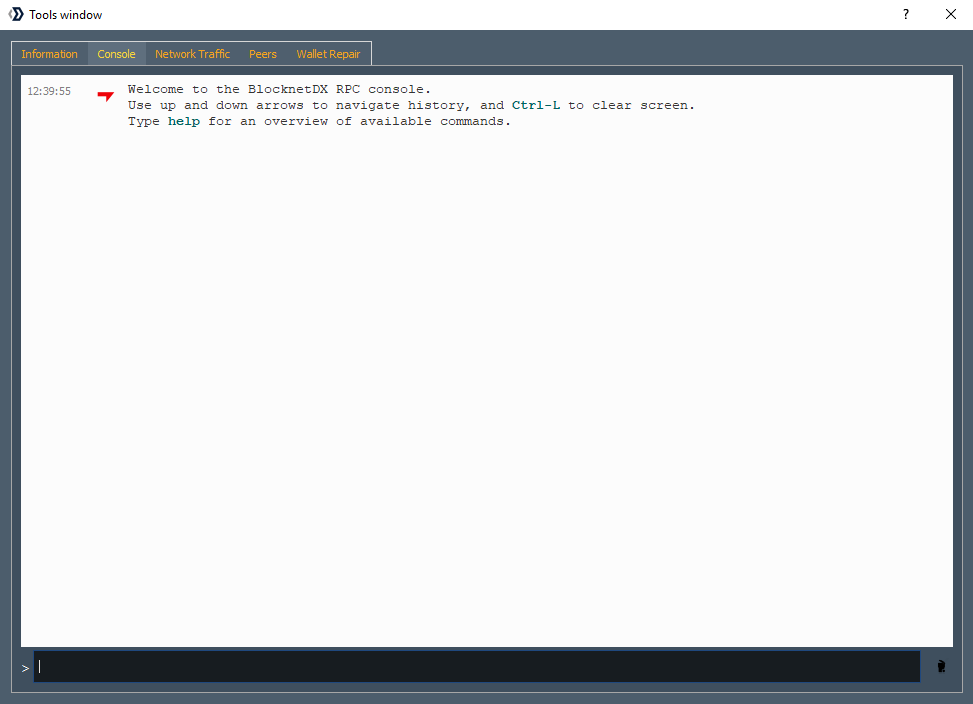 Tools window
?
Information Console Network Traffic Peers Wallet Repair
12:39:55 Welcome to the BlocknetDX RPC console.
Use up and down arrows to navigate history, and Ctrl-L to clear screen.
Type help for an overview of available commands.
>